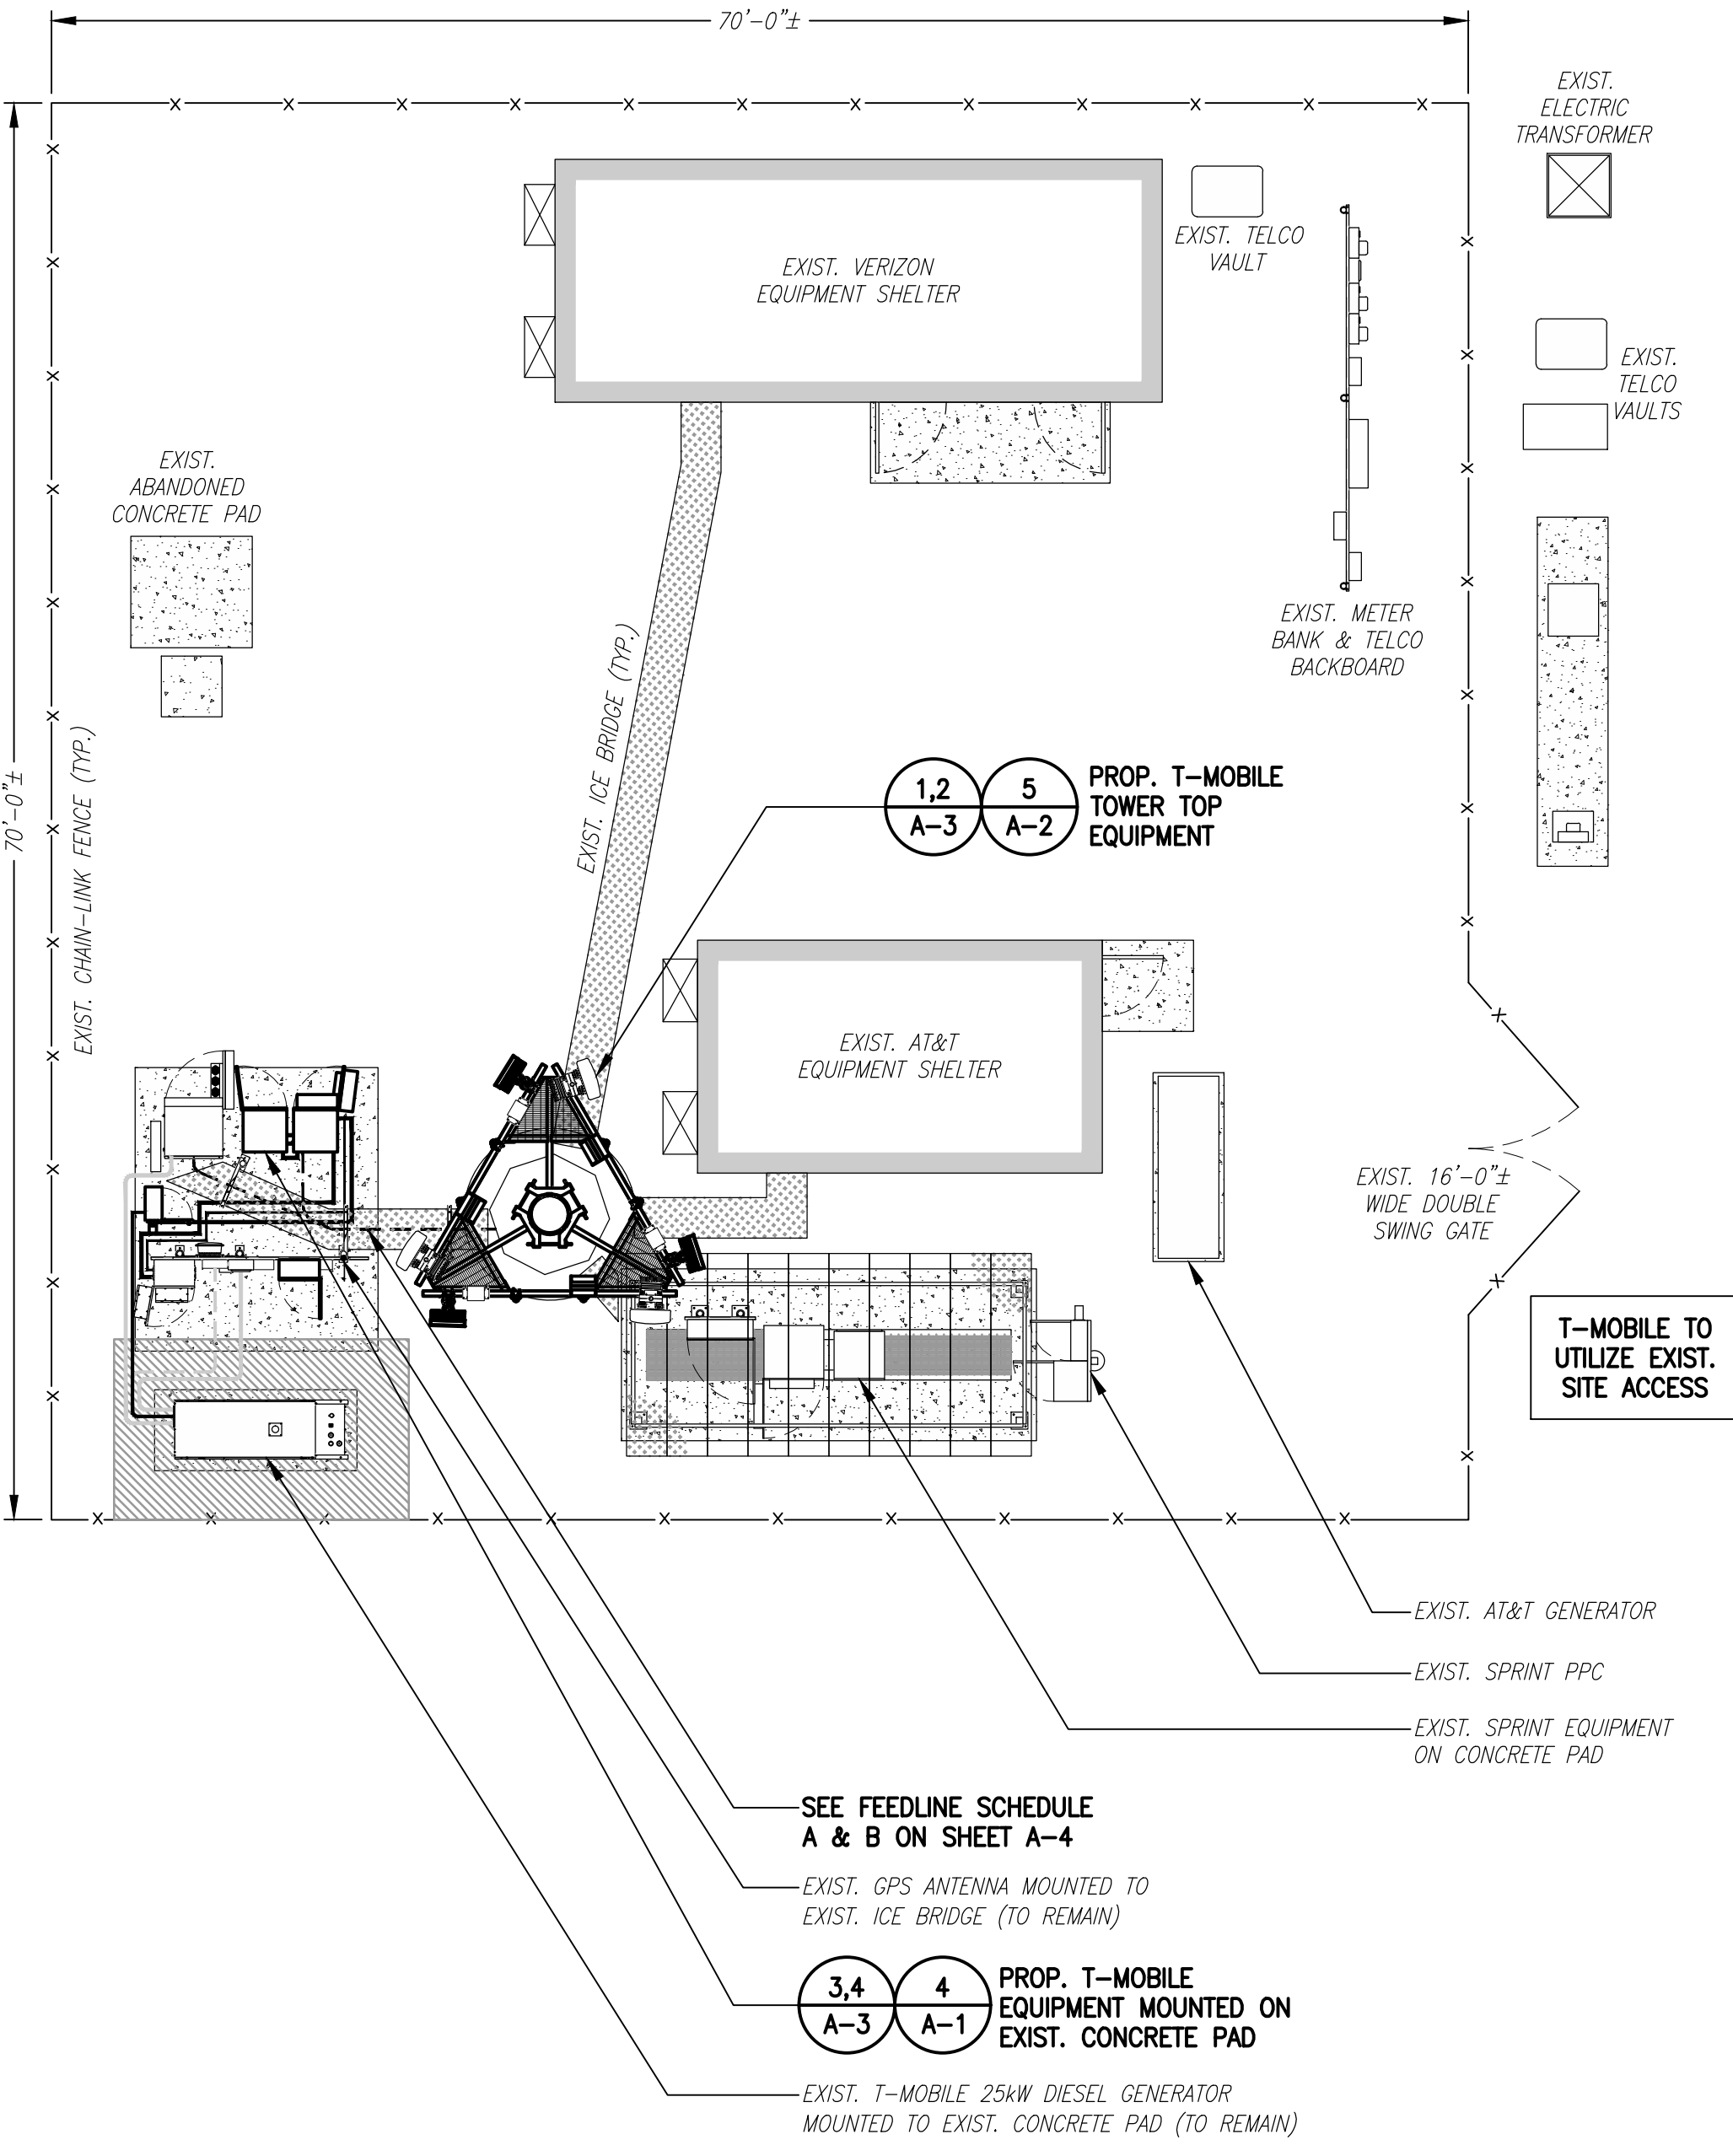 70'-0"±
EXIST.
ELECTRIC
TRANSFORMER
EXIST. TELCO
VAULT
EXIST. VERIZON
EQUIPMENT SHELTER
EXIST.
TELCO
VAULTS
EXIST.
ABANDONED
CONCRETE PAD
EXIST. METER
BANK & TELCO
BACKBOARD
EXIST. ICE BRIDGE (TYP.)
70'-0"±
EXIST. CHAIN-LINK FENCE (TYP.)
1,2
A-3
5
A-2
PROP. T-MOBILE
TOWER TOP
EQUIPMENT
EXIST. AT&T
EQUIPMENT SHELTER
EXIST. 16'-0"±
WIDE DOUBLE
SWING GATE
T-MOBILE TO
UTILIZE EXIST.
SITE ACCESS
EXIST. AT&T GENERATOR
EXIST. SPRINT PPC
EXIST. SPRINT EQUIPMENT
ON CONCRETE PAD
SEE FEEDLINE SCHEDULE
A & B ON SHEET A-4
EXIST. GPS ANTENNA MOUNTED TO
EXIST. ICE BRIDGE (TO REMAIN)
3,4
A-3
4
A-1
PROP. T-MOBILE
EQUIPMENT MOUNTED ON
EXIST. CONCRETE PAD
EXIST. T-MOBILE 25kW DIESEL GENERATOR
MOUNTED TO EXIST. CONCRETE PAD (TO REMAIN)